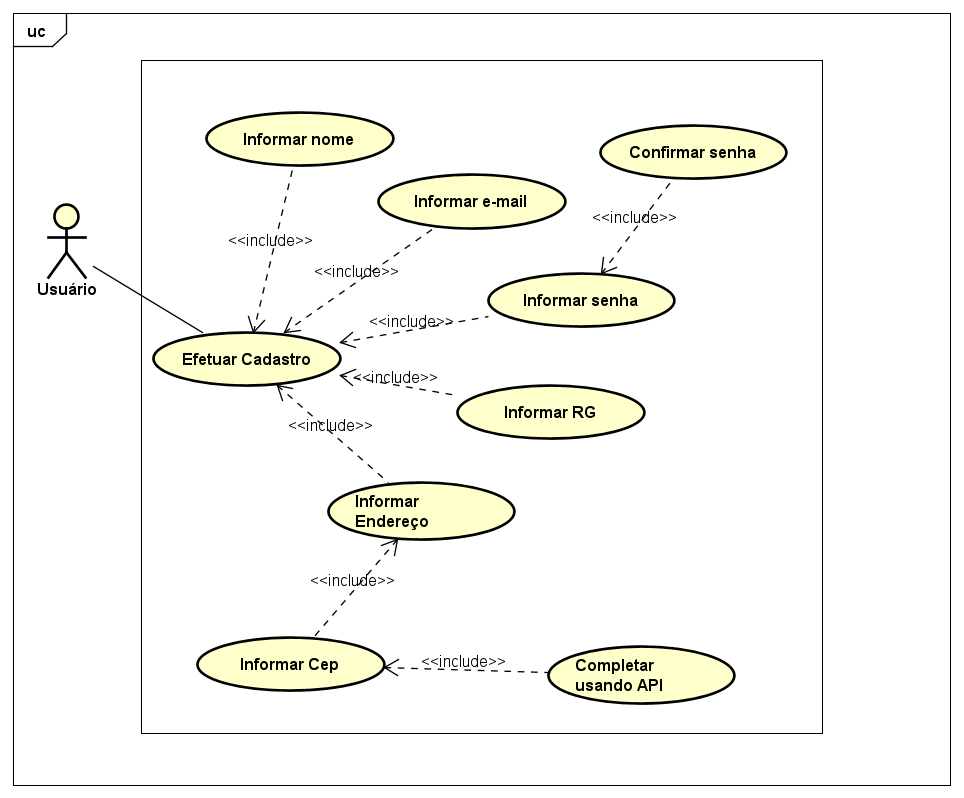 uc
Informar nome
Confirmar senha
Informar e-mail
<<include>>
<<include>>
<<include>>
Usuário
Informar senha
<<include>>
Efetuar Cadastro
<<include>>
Informar RG
<<include>>
Informar
Endereço
<<include>>
Informar Cep
<<include>>
Completar
usando API